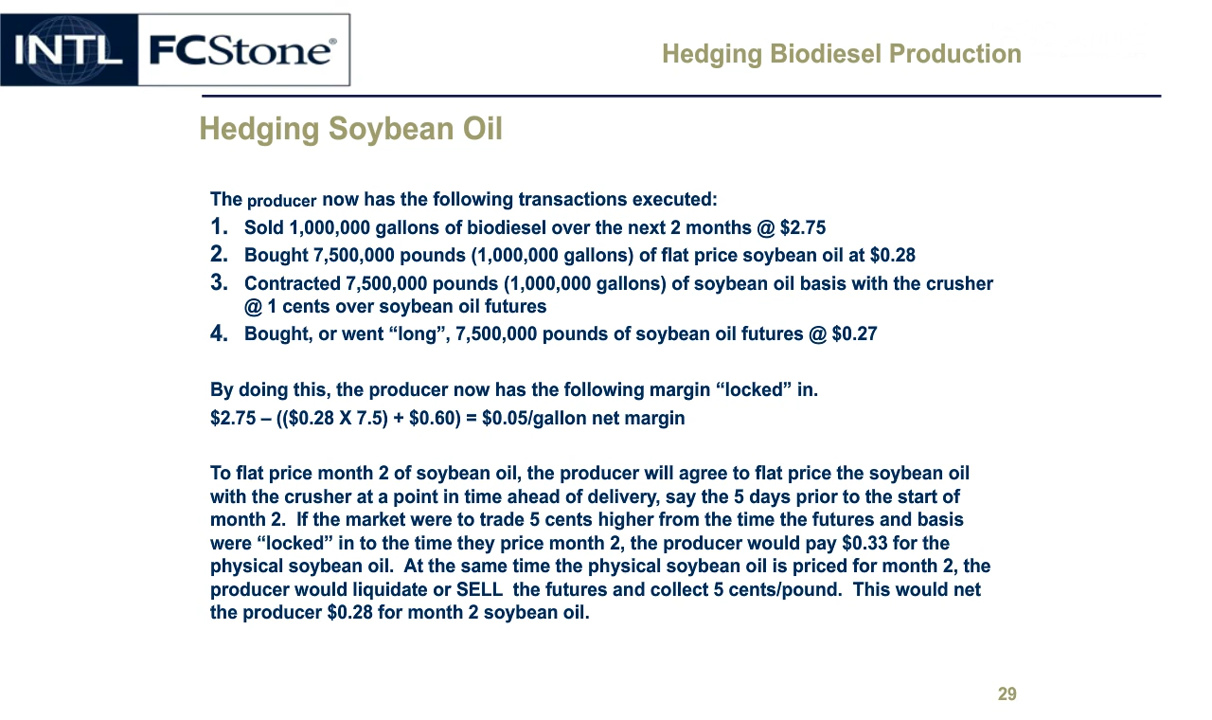 INTL FCStone®
Hedging Biodiesel Production
Hedging Soybean Oil
The producer now has the following transactions executed:
1. Sold 1,000,000 gallons of biodiesel over the next 2 months @ $2.75
2. Bought 7,500,000 pounds (1,000,000 gallons) of flat price soybean oil at $0.28
3. Contracted 7,500,000 pounds (1,000,000 gallons) of soybean oil basis with the crusher
@ 1 cents over soybean oil futures
4. Bought, or went “long”, 7,500,000 pounds of soybean oil futures @ $0.27
By doing this, the producer now has the following margin “locked” in.
$2.75 – (($0.28 X 7.5) + $0.60) = $0.05/gallon net margin
To flat price month 2 of soybean oil, the producer will agree to flat price the soybean oil
with the crusher at a point in time ahead of delivery, say the 5 days prior to the start of
month 2.  If the market were to trade 5 cents higher from the time the futures and basis
were “locked” in to the time they price month 2, the producer would pay $0.33 for the
physical soybean oil.  At the same time the physical soybean oil is priced for month 2, the
producer would liquidate or SELL  the futures and collect 5 cents/pound.  This would net
the producer $0.28 for month 2 soybean oil.
29